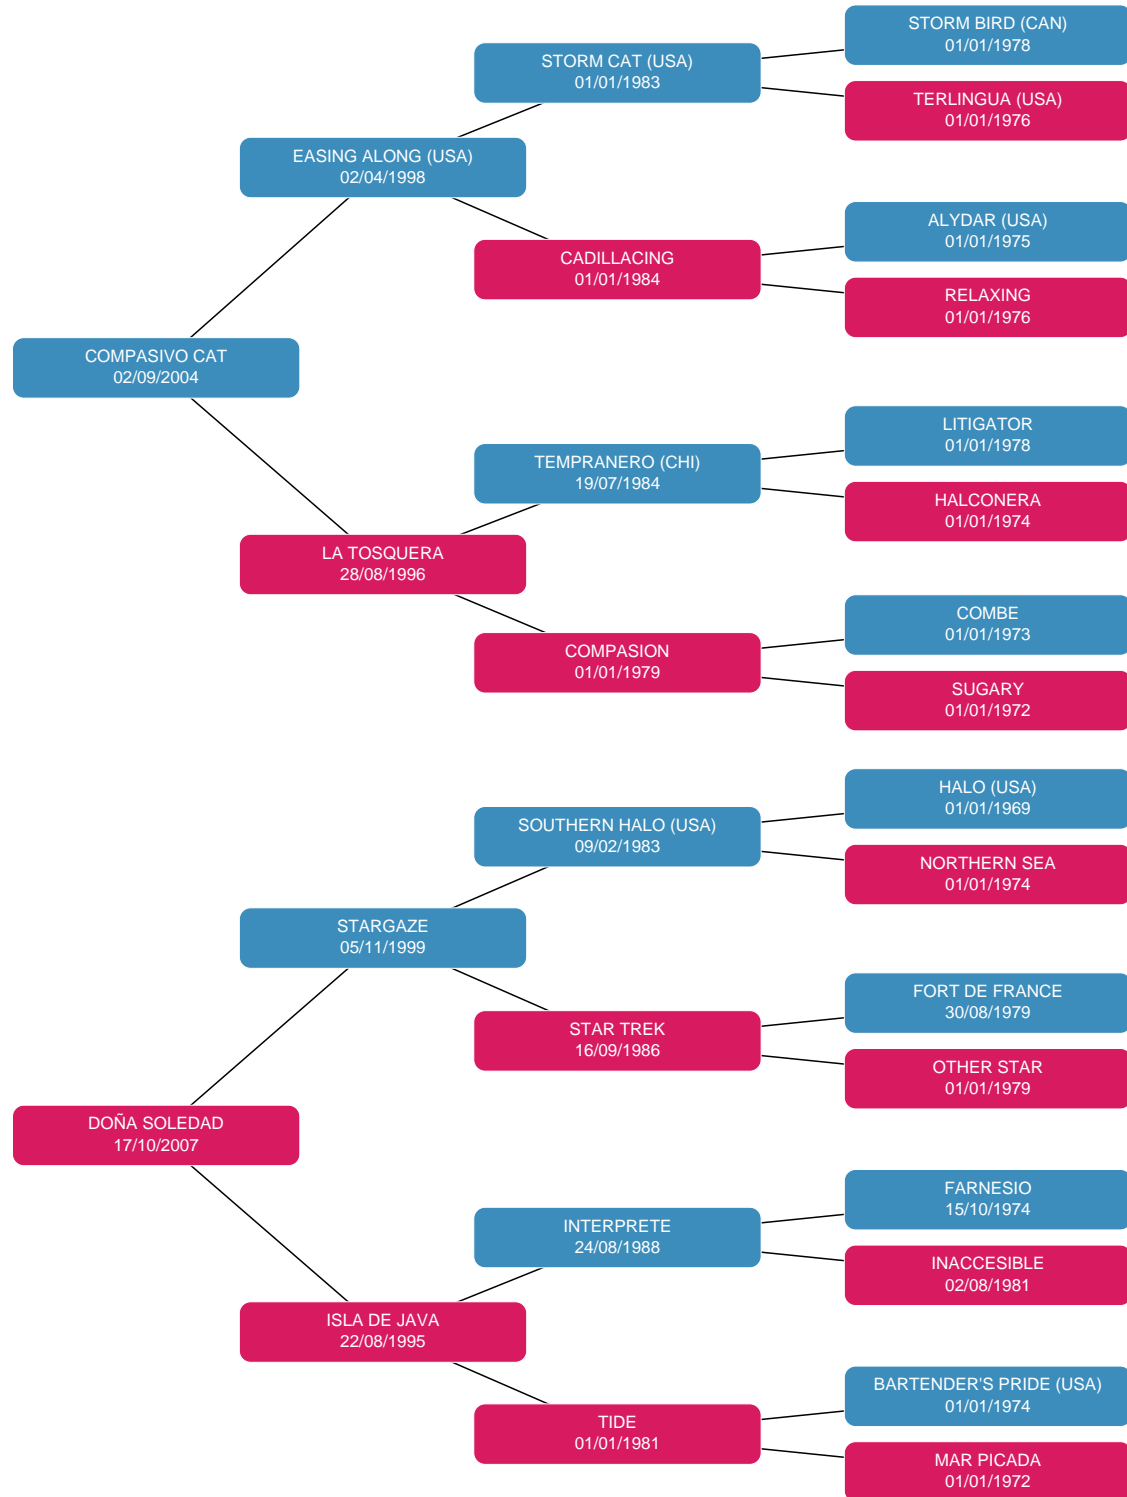 STORM BIRD (CAN)
01/01/1978
STORM CAT (USA)
01/01/1983
TERLINGUA (USA)
01/01/1976
EASING ALONG (USA)
02/04/1998
ALYDAR (USA)
01/01/1975
CADILLACING
01/01/1984
RELAXING
01/01/1976
COMPASIVO CAT
02/09/2004
LITIGATOR
01/01/1978
TEMPRANERO (CHI)
19/07/1984
HALCONERA
01/01/1974
LA TOSQUERA
28/08/1996
COMBE
01/01/1973
COMPASION
01/01/1979
SUGARY
01/01/1972
HALO (USA)
01/01/1969
SOUTHERN HALO (USA)
09/02/1983
NORTHERN SEA
01/01/1974
STARGAZE
05/11/1999
FORT DE FRANCE
30/08/1979
STAR TREK
16/09/1986
OTHER STAR
01/01/1979
DOÑA SOLEDAD
17/10/2007
FARNESIO
15/10/1974
INTERPRETE
24/08/1988
INACCESIBLE
02/08/1981
ISLA DE JAVA
22/08/1995
BARTENDER'S PRIDE (USA)
01/01/1974
TIDE
01/01/1981
MAR PICADA
01/01/1972